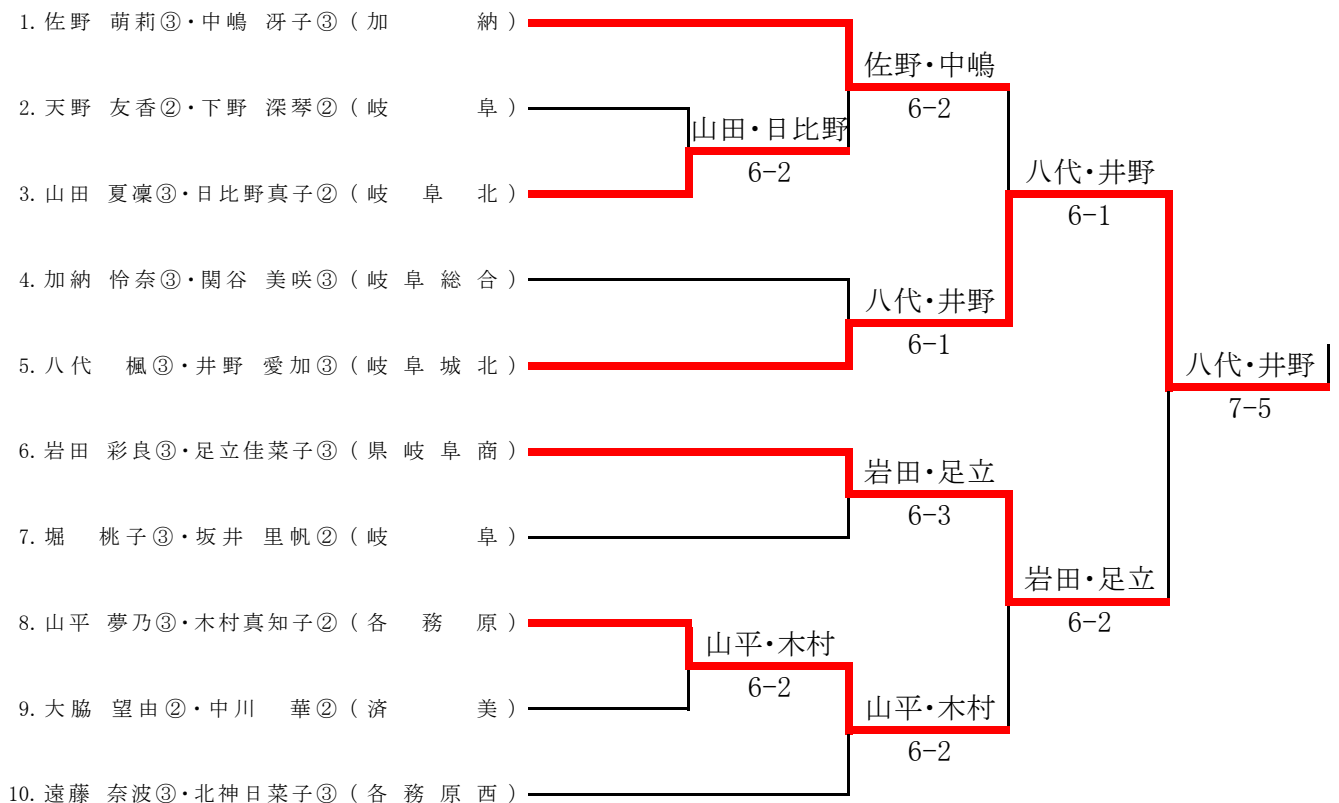 1. 佐野 萌莉③・中嶋 冴子③ ( 加 納 )
佐野・中嶋
6-2
2. 天野 友香②・下野 深琴② ( 岐 阜 )
山田・日比野
6-2
3. 山田 夏凜③・日比野真子② ( 岐 阜 北 )
八代・井野
6-1
4. 加納 怜奈③・関谷 美咲③ ( 岐 阜 総 合 )
八代・井野
6-1
5. 八代 楓③・井野 愛加③ ( 岐 阜 城 北 )
八代・井野
7-5
6. 岩田 彩良③・足立佳菜子③ ( 県 岐 阜 商 )
岩田・足立
6-3
7. 堀 桃子③・坂井 里帆② ( 岐 阜 )
岩田・足立
6-2
8. 山平 夢乃③・木村真知子② ( 各 務 原 )
山平・木村
6-2
9. 大脇 望由②・中川 華② ( 済 美 )
山平・木村
6-2
10. 遠藤 奈波③・北神日菜子③ ( 各 務 原 西 )